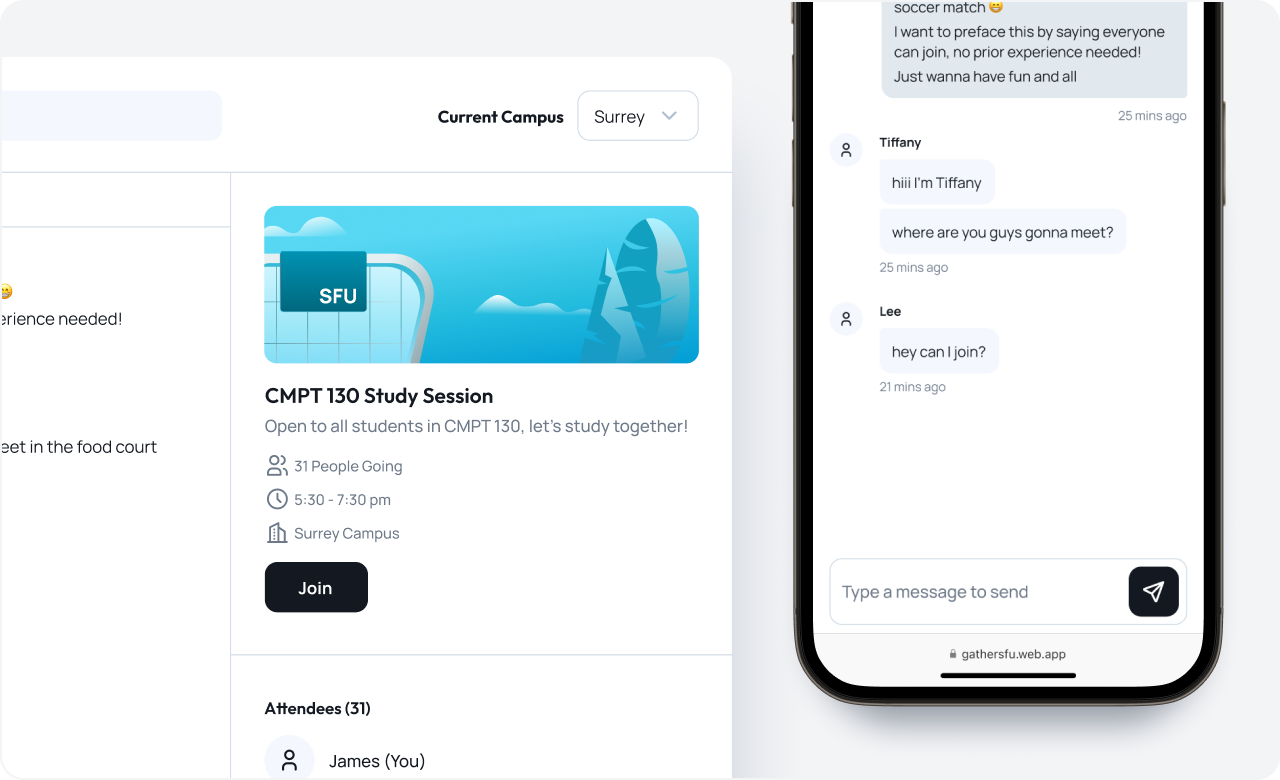 Current Campus
Surrey
erience needed!
eet in the food court
SFU
CMPT 130 Study Session
Open to all students in CMPT 130, let's study together!
31 People Going
5:30 - 7:30 pm
Surrey Campus
Join
Attendees (31)
James (You)
soccer match 😁
I want to preface this by saying everyone
can join, no prior experience needed!
Just wanna have fun and all
25 mins ago
Tiffany
hiii I'm Tiffany
where are you guys gonna meet?
25 mins ago
Lee
hey can I join?
21 mins ago
Type a message to send
gathersfu.web.app